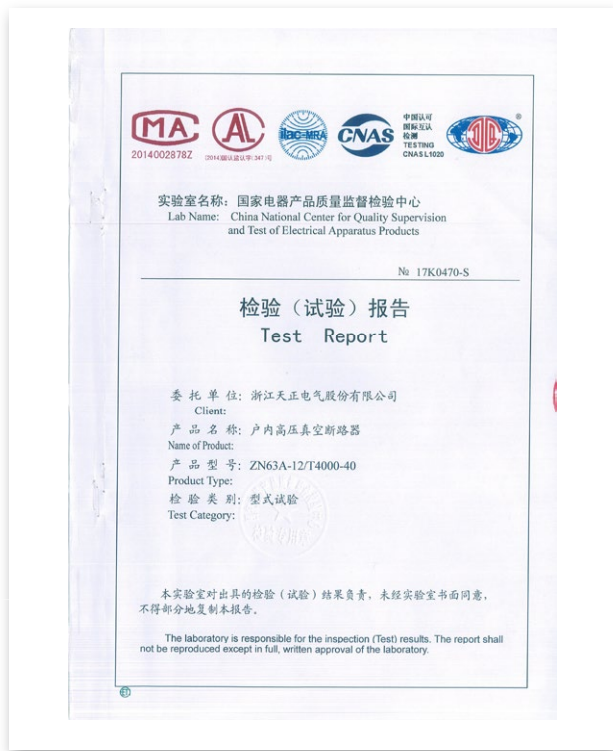 MA
2014002878Z
AL
ilac-MRA
CNAS
中国认可
国际互认
检测
TESTING
CNAS L1020
实验室名称：国家电器产品质量监督检验中心
Lab Name: China National Center for Quality Supervision
and Test of Electrical Apparatus Products
№ 17K0470-S
检验（试验）报告
Test Report
委托单位：浙江天正电气股份有限公司
Client:
产品名称：户内高压真空断路器
Name of Product:
产品型号：ZN63A-12/T4000-40
Product Type:
检验类别：型式试验
Test Category:
本实验室对出具的检验（试验）结果负责，未经实验室书面同意，
不得部分地复制本报告。
The laboratory is responsible for the inspection (Test) results. The report shall
not be reproduced except in full, written approval of the laboratory.